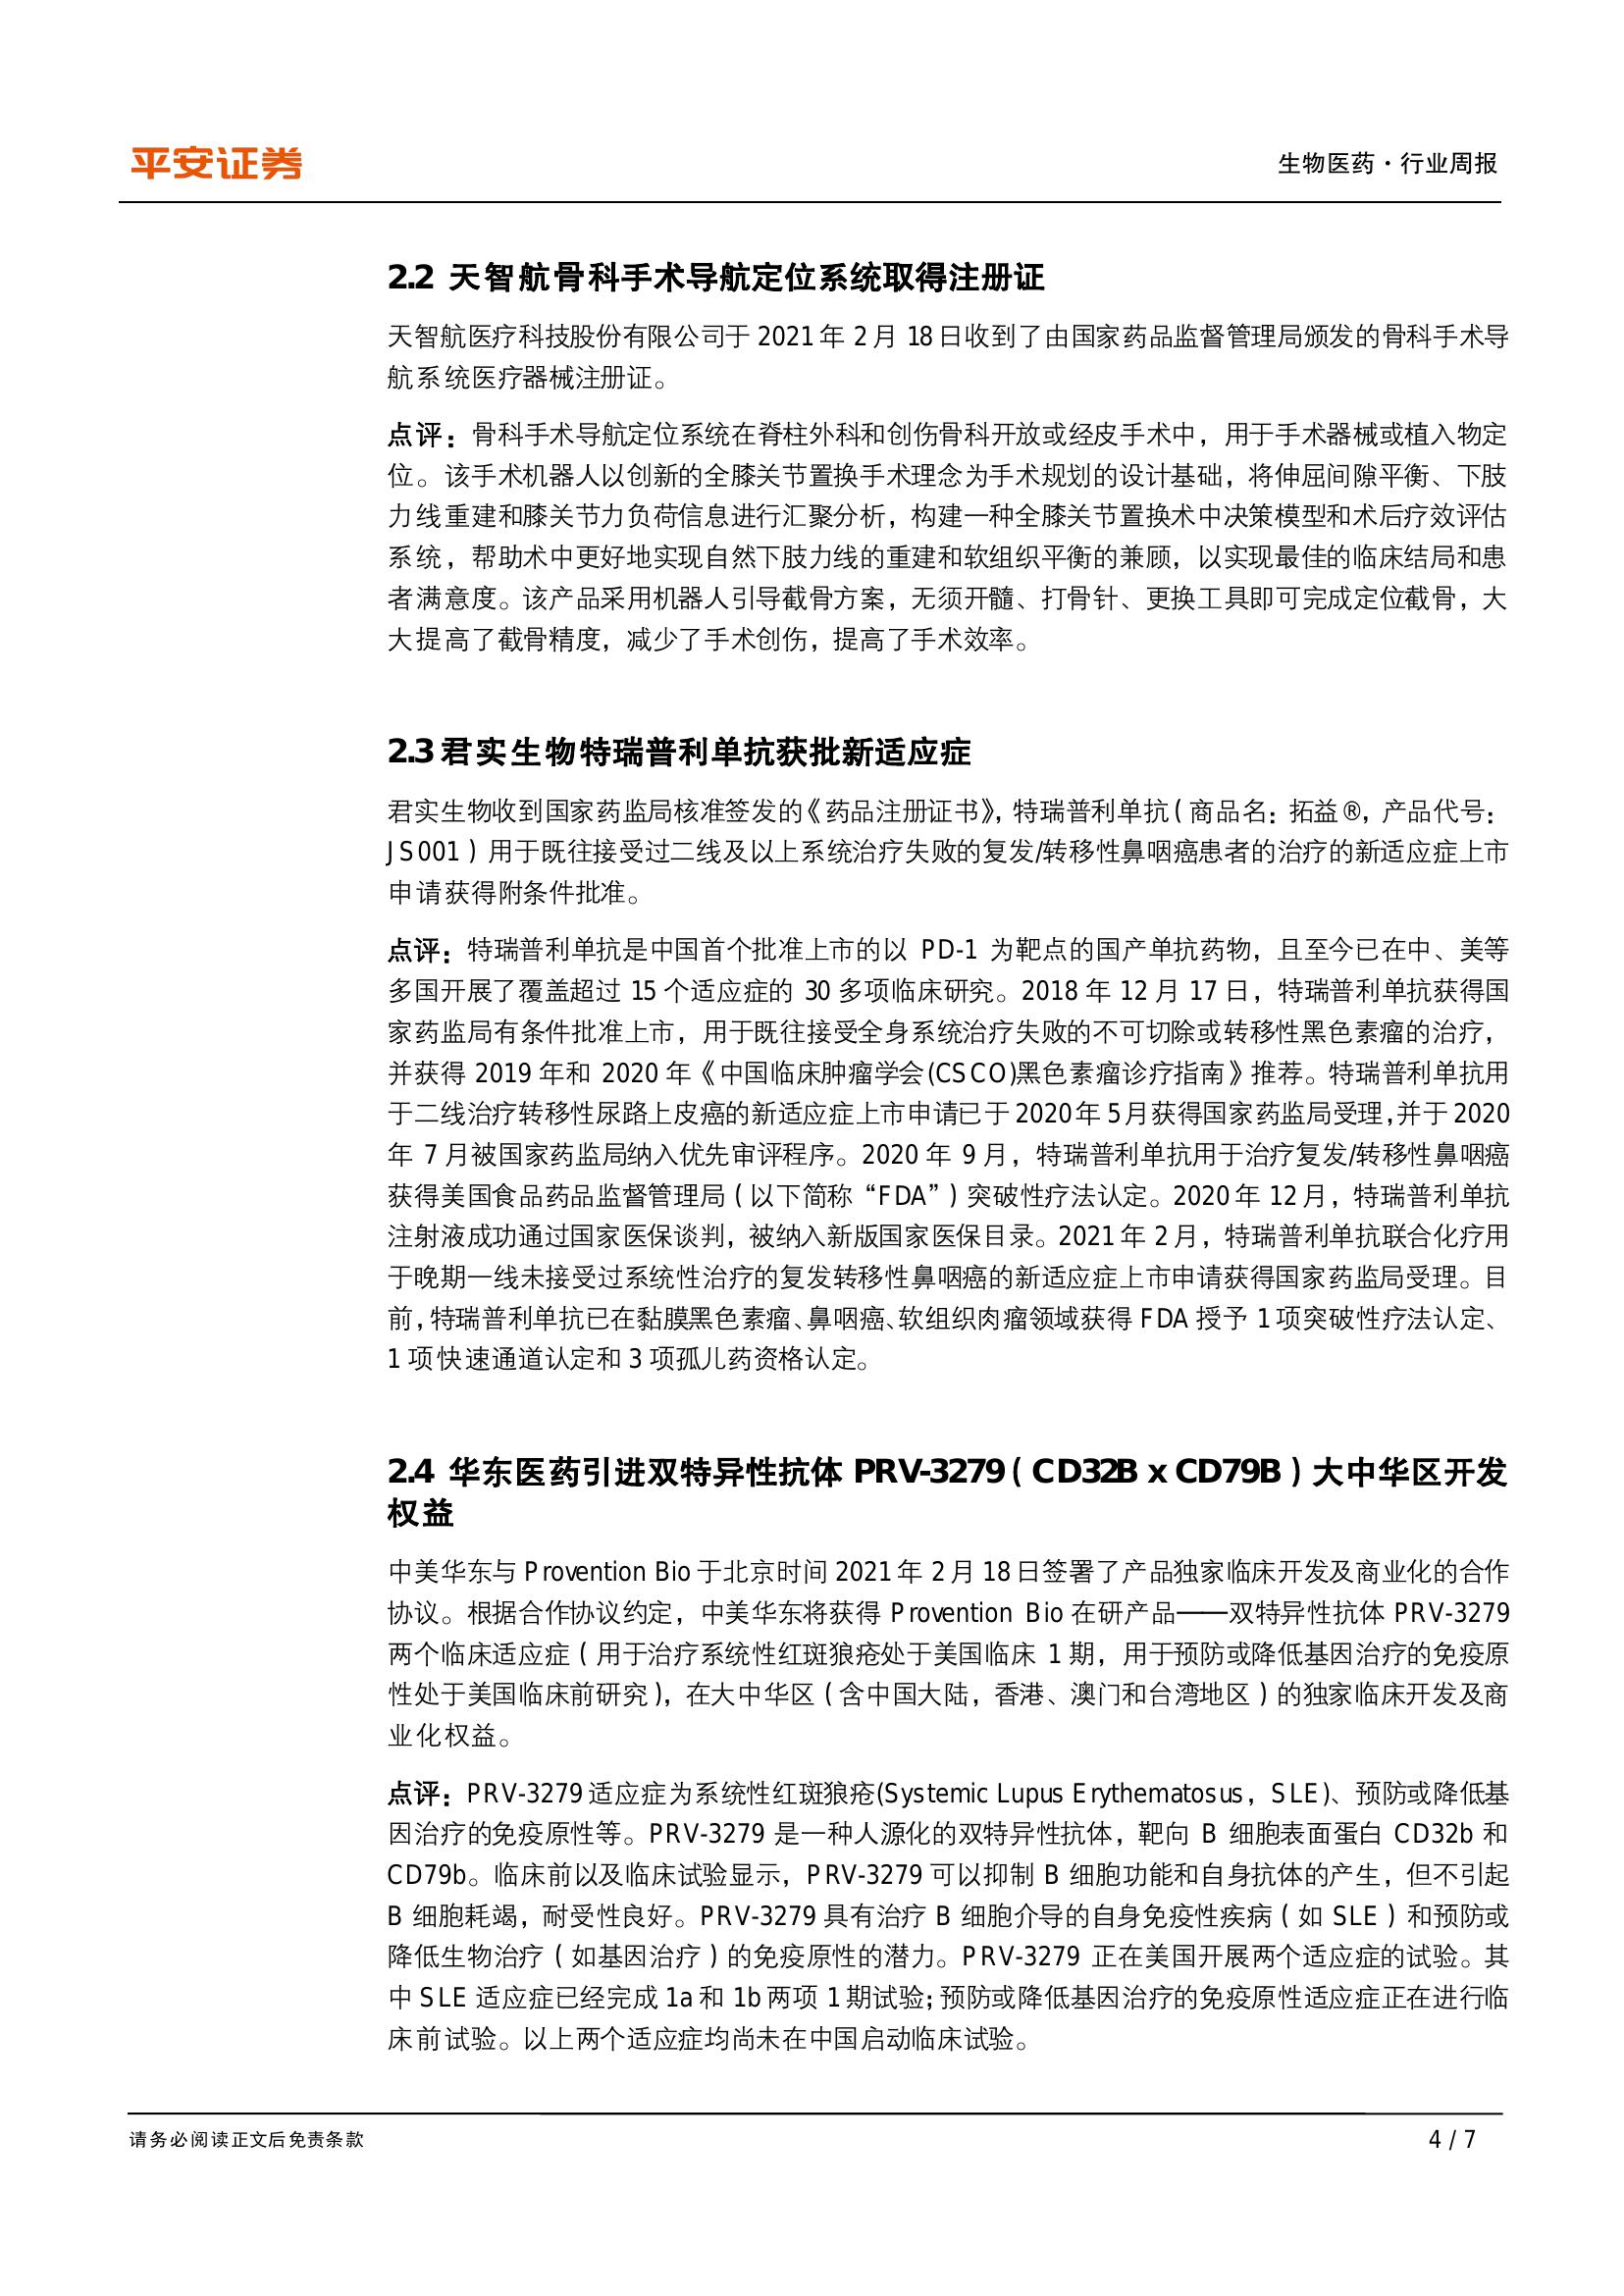 平安证券
生物医药·行业周报
2.2 天智航骨科手术导航定位系统取得注册证
天智航医疗科技股份有限公司于 2021 年 2 月 18 日收到了由国家药品监督管理局颁发的骨科手术导
航系统医疗器械注册证。
点评：骨科手术导航定位系统在脊柱外科和创伤骨科开放或经皮手术中，用于手术器械或植入物定
位。该手术机器人以创新的全膝关节置换手术理念为手术规划的设计基础，将伸屈间隙平衡、下肢
力线重建和膝关节力负荷信息进行汇聚分析，构建一种全膝关节置换术中决策模型和术后疗效评估
系统，帮助术中更好地实现自然下肢力线的重建和软组织平衡的兼顾，以实现最佳的临床结局和患
者满意度。该产品采用机器人引导截骨方案，无须开髓、打骨针、更换工具即可完成定位截骨，大
大提高了截骨精度，减少了手术创伤，提高了手术效率。
2.3 君实生物特瑞普利单抗获批新适应症
君实生物收到国家药监局核准签发的《药品注册证书》，特瑞普利单抗（商品名：拓益®，产品代号：
JS001）用于既往接受过二线及以上系统治疗失败的复发/转移性鼻咽癌患者的治疗的新适应症上市
申请获得附条件批准。
点评：特瑞普利单抗是中国首个批准上市的以 PD-1 为靶点的国产单抗药物，且至今已在中、美等
多国开展了覆盖超过 15 个适应症的 30 多项临床研究。2018 年 12 月 17 日，特瑞普利单抗获得国
家药监局有条件批准上市，用于既往接受全身系统治疗失败的不可切除或转移性黑色素瘤的治疗，
并获得 2019 年和 2020 年《中国临床肿瘤学会(CSCO)黑色素瘤诊疗指南》推荐。特瑞普利单抗用
于二线治疗转移性尿路上皮癌的新适应症上市申请已于 2020 年 5 月获得国家药监局受理，并于 2020
年 7 月被国家药监局纳入优先审评程序。2020 年 9 月，特瑞普利单抗用于治疗复发/转移性鼻咽癌
获得美国食品药品监督管理局（以下简称“FDA”）突破性疗法认定。2020 年 12 月，特瑞普利单抗
注射液成功通过国家医保谈判，被纳入新版国家医保目录。2021 年 2 月，特瑞普利单抗联合化疗用
于晚期一线未接受过系统性治疗的复发转移性鼻咽癌的新适应症上市申请获得国家药监局受理。目
前，特瑞普利单抗已在黏膜黑色素瘤、鼻咽癌、软组织肉瘤领域获得 FDA 授予 1 项突破性疗法认定、
1 项快速通道认定和 3 项孤儿药资格认定。
2.4 华东医药引进双特异性抗体 PRV-3279（CD32B x CD79B）大中华区开发
权益
中美华东与 Provention Bio 于北京时间 2021 年 2 月 18 日签署了产品独家临床开发及商业化的合作
协议。根据合作协议约定，中美华东将获得 Provention Bio 在研产品——双特异性抗体 PRV-3279
两个临床适应症（用于治疗系统性红斑狼疮处于美国临床 1 期，用于预防或降低基因治疗的免疫原
性处于美国临床前研究），在大中华区（含中国大陆，香港、澳门和台湾地区）的独家临床开发及商
业化权益。
点评：PRV-3279 适应症为系统性红斑狼疮(Systemic Lupus Erythematosus，SLE)、预防或降低基
因治疗的免疫原性等。PRV-3279 是一种人源化的双特异性抗体，靶向 B 细胞表面蛋白 CD32b 和
CD79b。临床前以及临床试验显示，PRV-3279 可以抑制 B 细胞功能和自身抗体的产生，但不引起
B 细胞耗竭，耐受性良好。PRV-3279 具有治疗 B 细胞介导的自身免疫性疾病（如 SLE）和预防或
降低生物治疗（如基因治疗）的免疫原性的潜力。PRV-3279 正在美国开展两个适应症的试验。其
中 SLE 适应症已经完成 1a 和 1b 两项 1 期试验；预防或降低基因治疗的免疫原性适应症正在进行临
床前试验。以上两个适应症均尚未在中国启动临床试验。
请务必阅读正文后免责条款
4 / 7